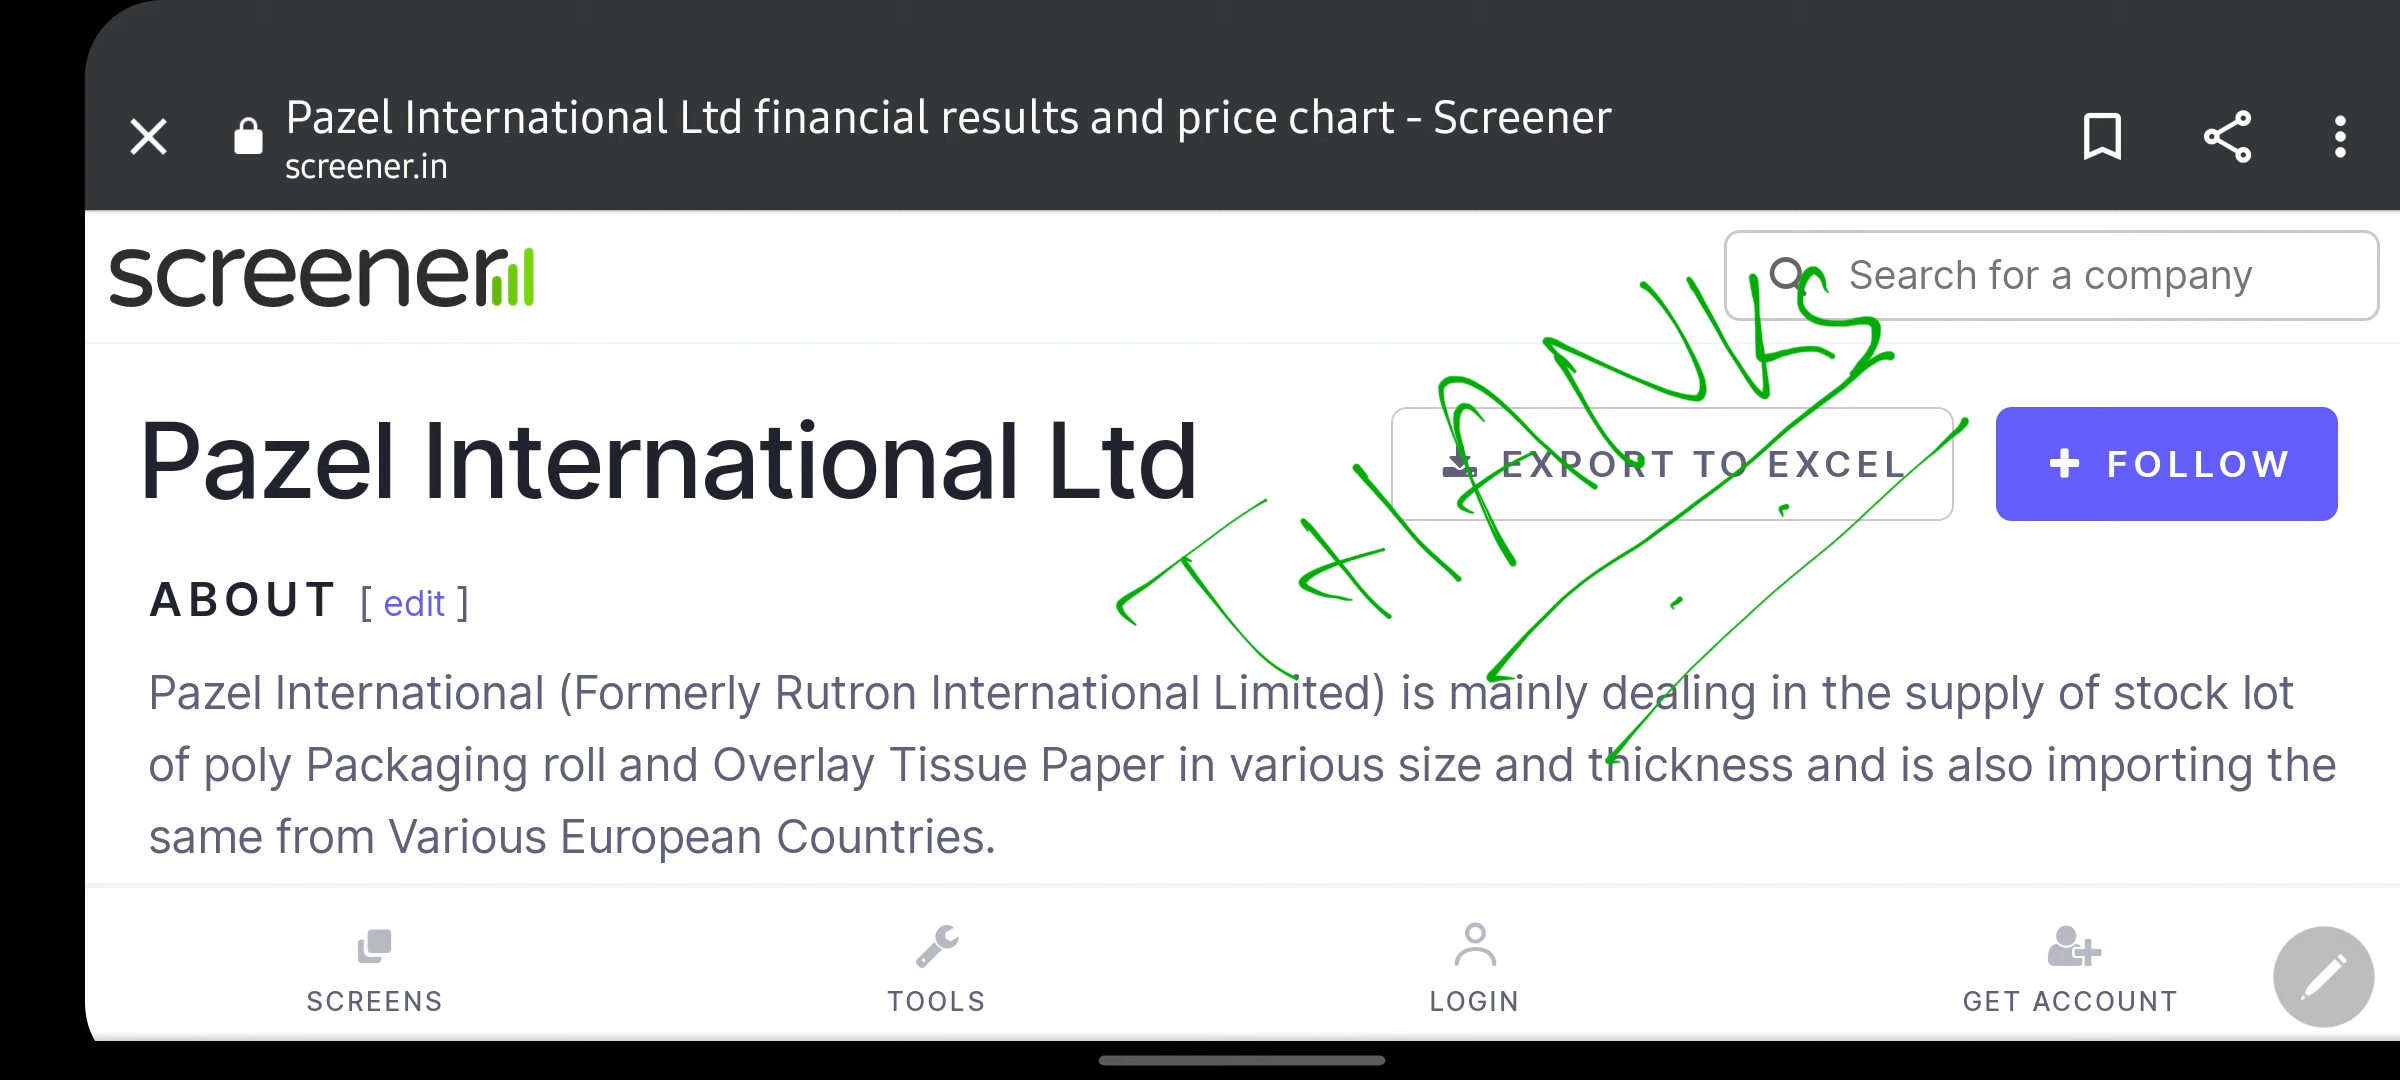 Pazel International Ltd financial results and price chart - Screener
screener.in
screener
Search for a company
THANKS
Pazel International Ltd
EXPORT TO EXCEL
FOLLOW
ABOUT [ edit ]
Pazel International (Formerly Rutron International Limited) is mainly dealing in the supply of stock lot
of poly Packaging roll and Overlay Tissue Paper in various size and thickness and is also importing the
same from Various European Countries.
SCREENS
TOOLS
LOGIN
GET ACCOUNT